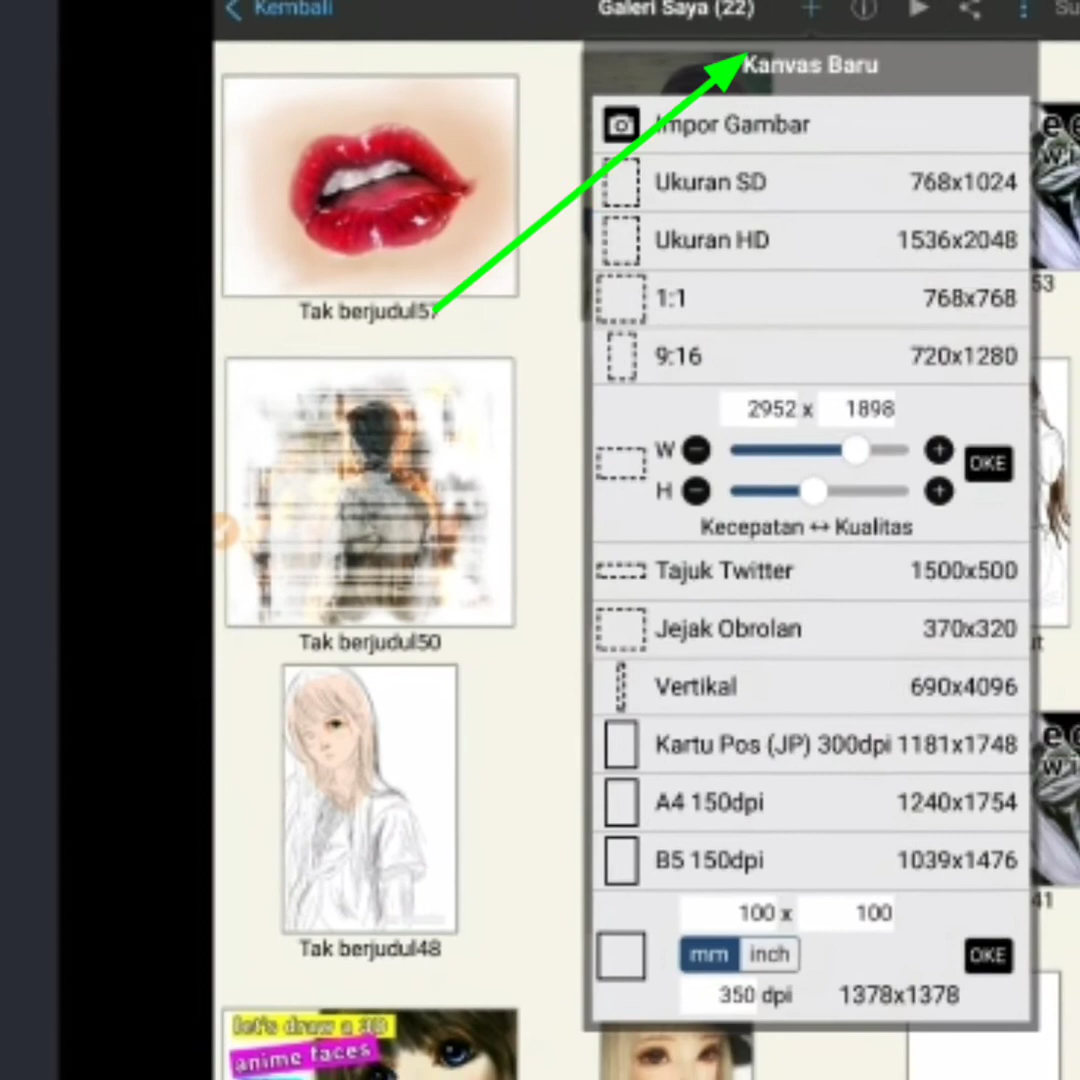 Kembali
Galeri Saya (22)
Kanvas Baru
Impor Gambar
Ukuran SD 768x1024
Ukuran HD 1536x2048
1:1 768x768
9:16 720x1280
2952 x 1898
W
OKE
H
Kecepatan ↔ Kualitas
Tajuk Twitter 1500x500
Jejak Obrolan 370x320
Vertikal 690x4096
Kartu Pos (JP) 300dpi 1181x1748
A4 150dpi 1240x1754
B5 150dpi 1039x1476
100 x 100
mm inch
OKE
350 dpi 1378x1378
Tak berjudul57
Tak berjudul50
Tak berjudul48
let's draw a 3D
anime faces
53
41